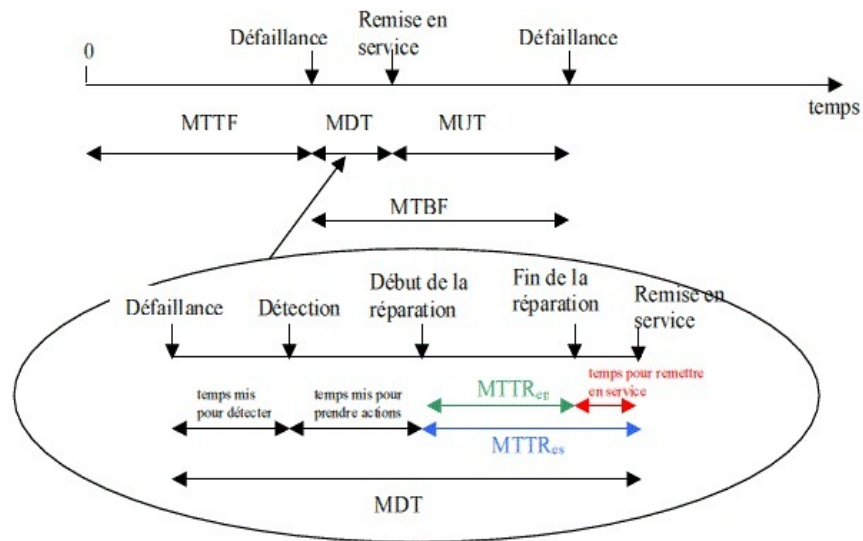 0
Défaillance
Remise en
service
Défaillance
temps
MTTF
MDT
MUT
MTBF
Défaillance
Détection
Début de la
réparation
Fin de la
réparation
Remise en
service
temps mis
pour détecter
temps mis pour
prendre actions
MTTRep
temps pour remettre
en service
MTTRes
MDT